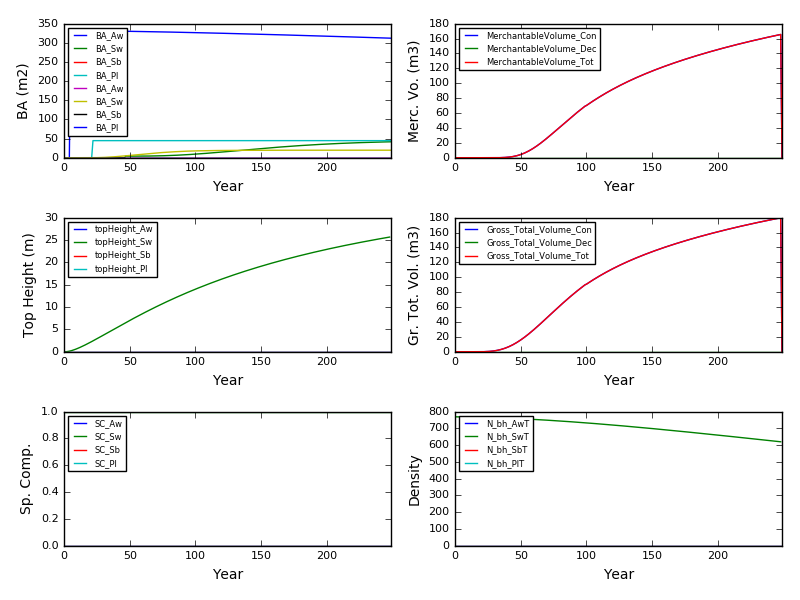 BA (m2)
350
300
250
200
150
100
50
0
BA_Aw
BA_Sw
BA_Sb
BA_Pl
BA_Aw
BA_Sw
BA_Sb
BA_Pl
0 50 100 150 200
Year
Merc. Vo. (m3)
180
160
140
120
100
80
60
40
20
0
MerchantableVolume_Con
MerchantableVolume_Dec
MerchantableVolume_Tot
0 50 100 150 200
Year
Top Height (m)
30
25
20
15
10
5
0
topHeight_Aw
topHeight_Sw
topHeight_Sb
topHeight_Pl
0 50 100 150 200
Year
Gr. Tot. Vol. (m3)
180
160
140
120
100
80
60
40
20
0
Gross_Total_Volume_Con
Gross_Total_Volume_Dec
Gross_Total_Volume_Tot
0 50 100 150 200
Year
Sp. Comp.
1.0
0.8
0.6
0.4
0.2
0.0
SC_Aw
SC_Sw
SC_Sb
SC_Pl
0 50 100 150 200
Year
Density
800
700
600
500
400
300
200
100
0
N_bh_AwT
N_bh_SwT
N_bh_SbT
N_bh_PlT
0 50 100 150 200
Year